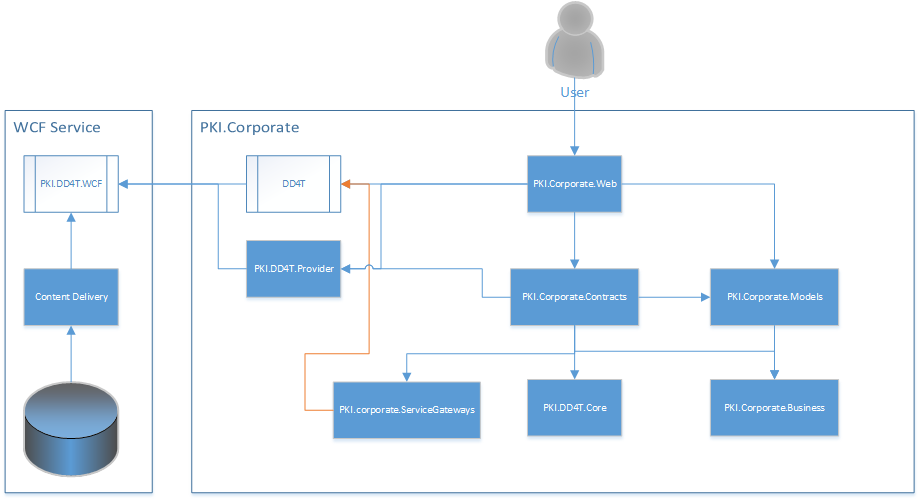 User
WCF Service
PKI.Corporate
PKI.DD4T.WCF
DD4T
PKI.Corporate.Web
PKI.DD4T.Provider
Content Delivery
PKI.Corporate.Contracts
PKI.Corporate.Models
PKI.corporate.ServiceGateways
PKI.DD4T.Core
PKI.Corporate.Business